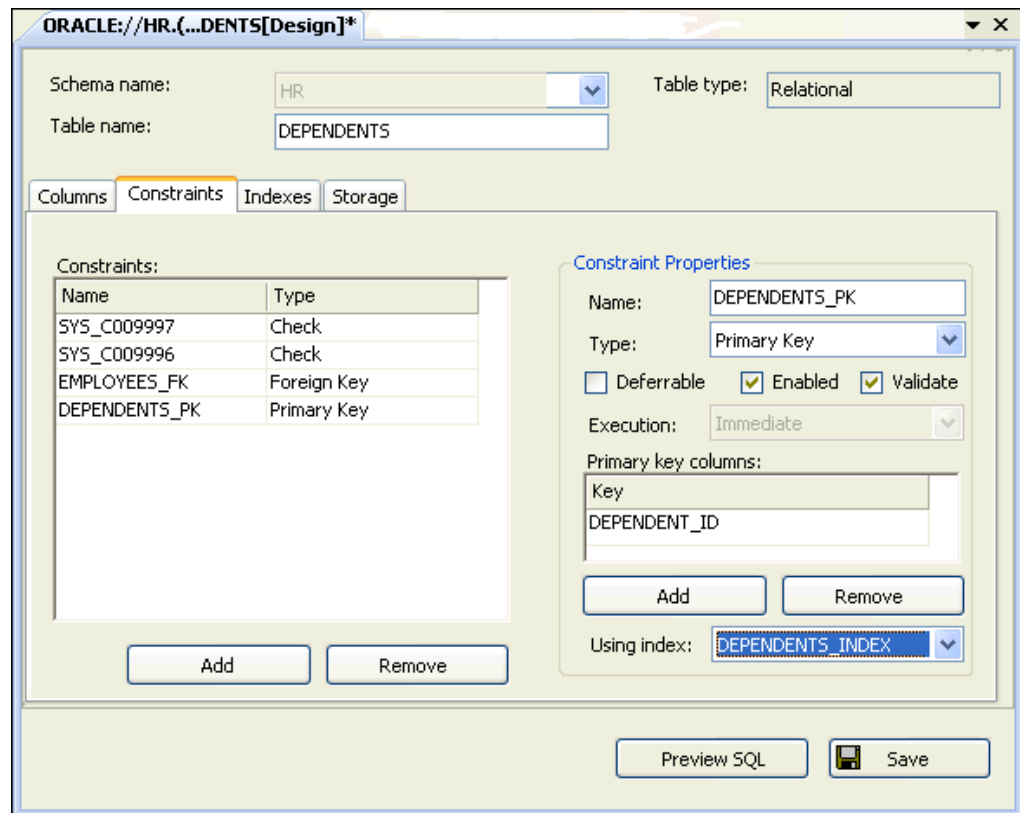 ORACLE://HR.(...DENTS[Design]*
Schema name:
HR
Table type:
Relational
Table name:
DEPENDENTS
Columns
Constraints
Indexes
Storage
Constraints:
Name Type
SYS_C009997 Check
SYS_C009996 Check
EMPLOYEES_FK Foreign Key
DEPENDENTS_PK Primary Key
Add
Remove
Constraint Properties
Name: DEPENDENTS_PK
Type: Primary Key
Deferrable Enabled Validate
Execution: Immediate
Primary key columns:
Key
DEPENDENT_ID
Add
Remove
Using index: DEPENDENTS_INDEX
Preview SQL
Save